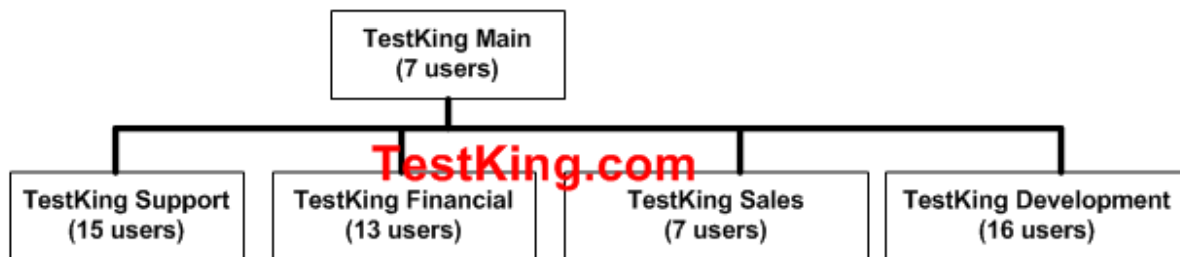 TestKing Main
(7 users)
TestKing.com
TestKing Support
(15 users)
TestKing Financial
(13 users)
TestKing Sales
(7 users)
TestKing Development
(16 users)